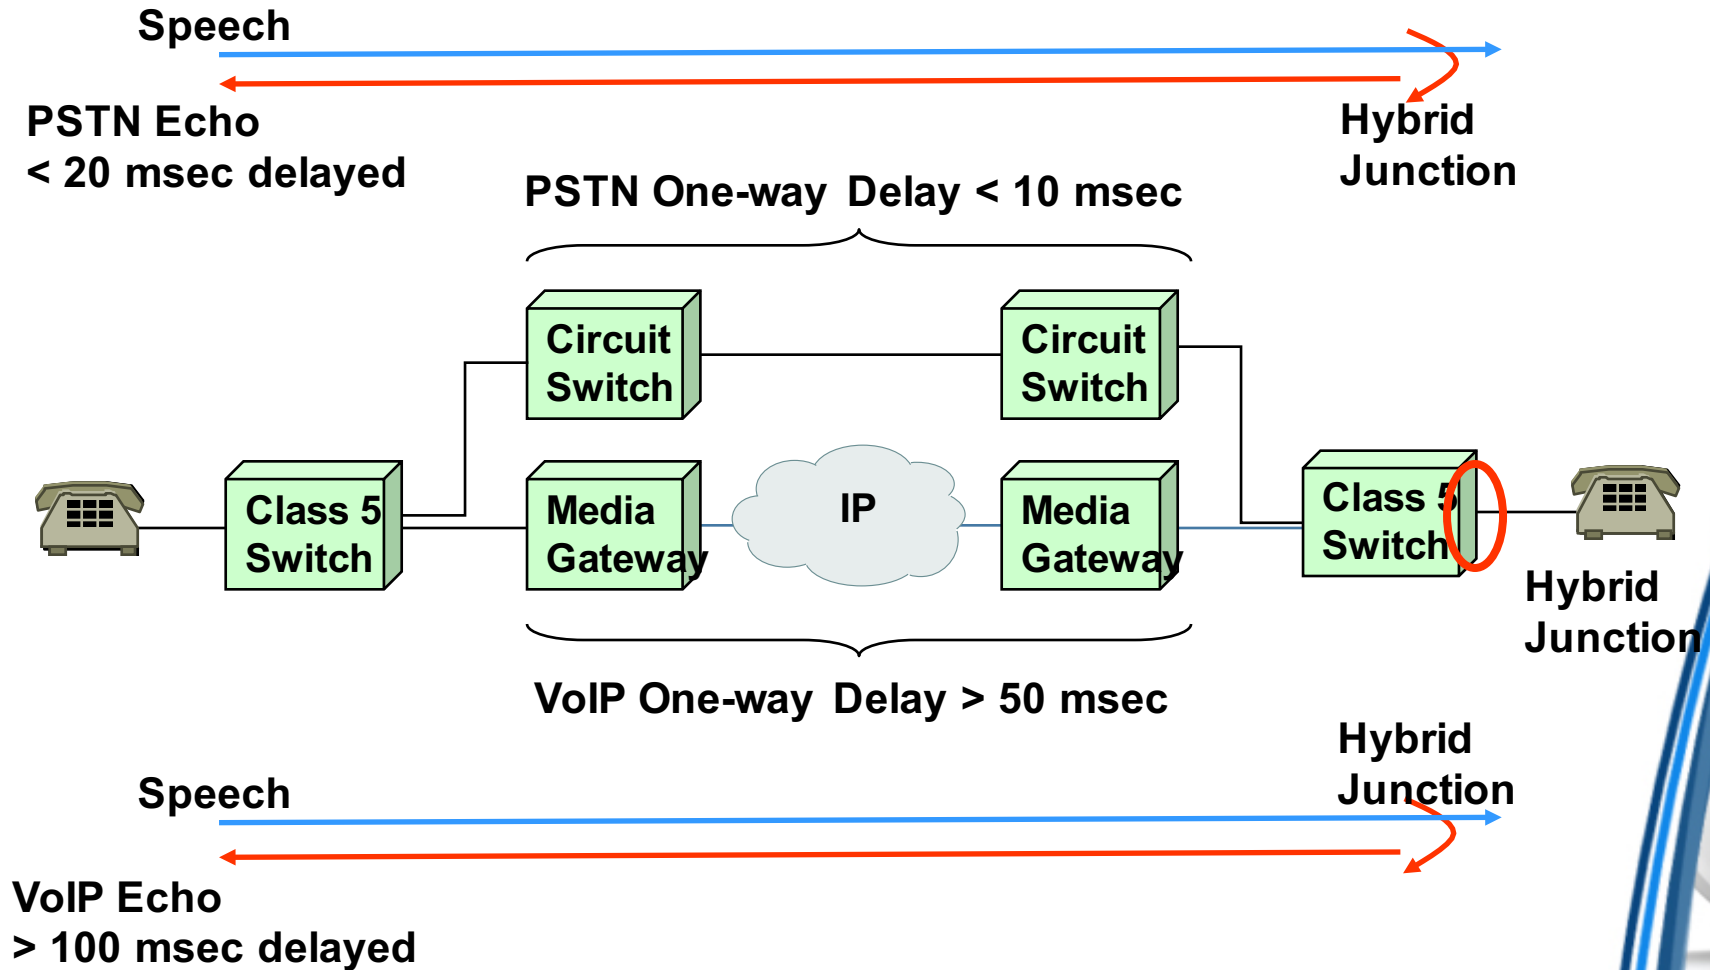 Speech
PSTN Echo
< 20 msec delayed
Hybrid
Junction
PSTN One-way Delay < 10 msec
Circuit
Switch
Circuit
Switch
Class 5
Switch
Media
Gateway
IP
Media
Gateway
Class 5
Switch
Hybrid
Junction
VoIP One-way Delay > 50 msec
Hybrid
Junction
Speech
VoIP Echo
> 100 msec delayed